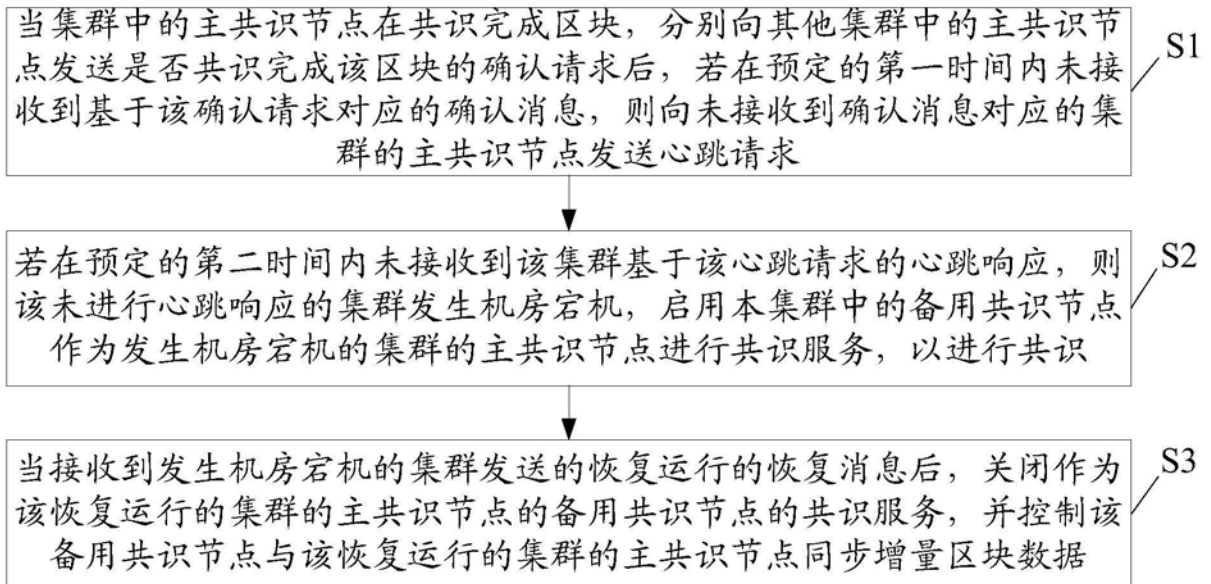 当集群中的主共识节点在共识完成区块，分别向其他集群中的主共识节
点发送是否共识完成该区块的确认请求后，若在预定的第一时间内未接
收到基于该确认请求对应的确认消息，则向未接收到确认消息对应的集
群的主共识节点发送心跳请求
S1
若在预定的第二时间内未接收到该集群基于该心跳请求的心跳响应，则
该未进行心跳响应的集群发生机房宕机，启用本集群中的备用共识节点
作为发生机房宕机的集群的主共识节点进行共识服务，以进行共识
S2
当接收到发生机房宕机的集群发送的恢复运行的恢复消息后，关闭作为
该恢复运行的集群的主共识节点的备用共识节点的共识服务，并控制该
备用共识节点与该恢复运行的集群的主共识节点同步增量区块数据
S3